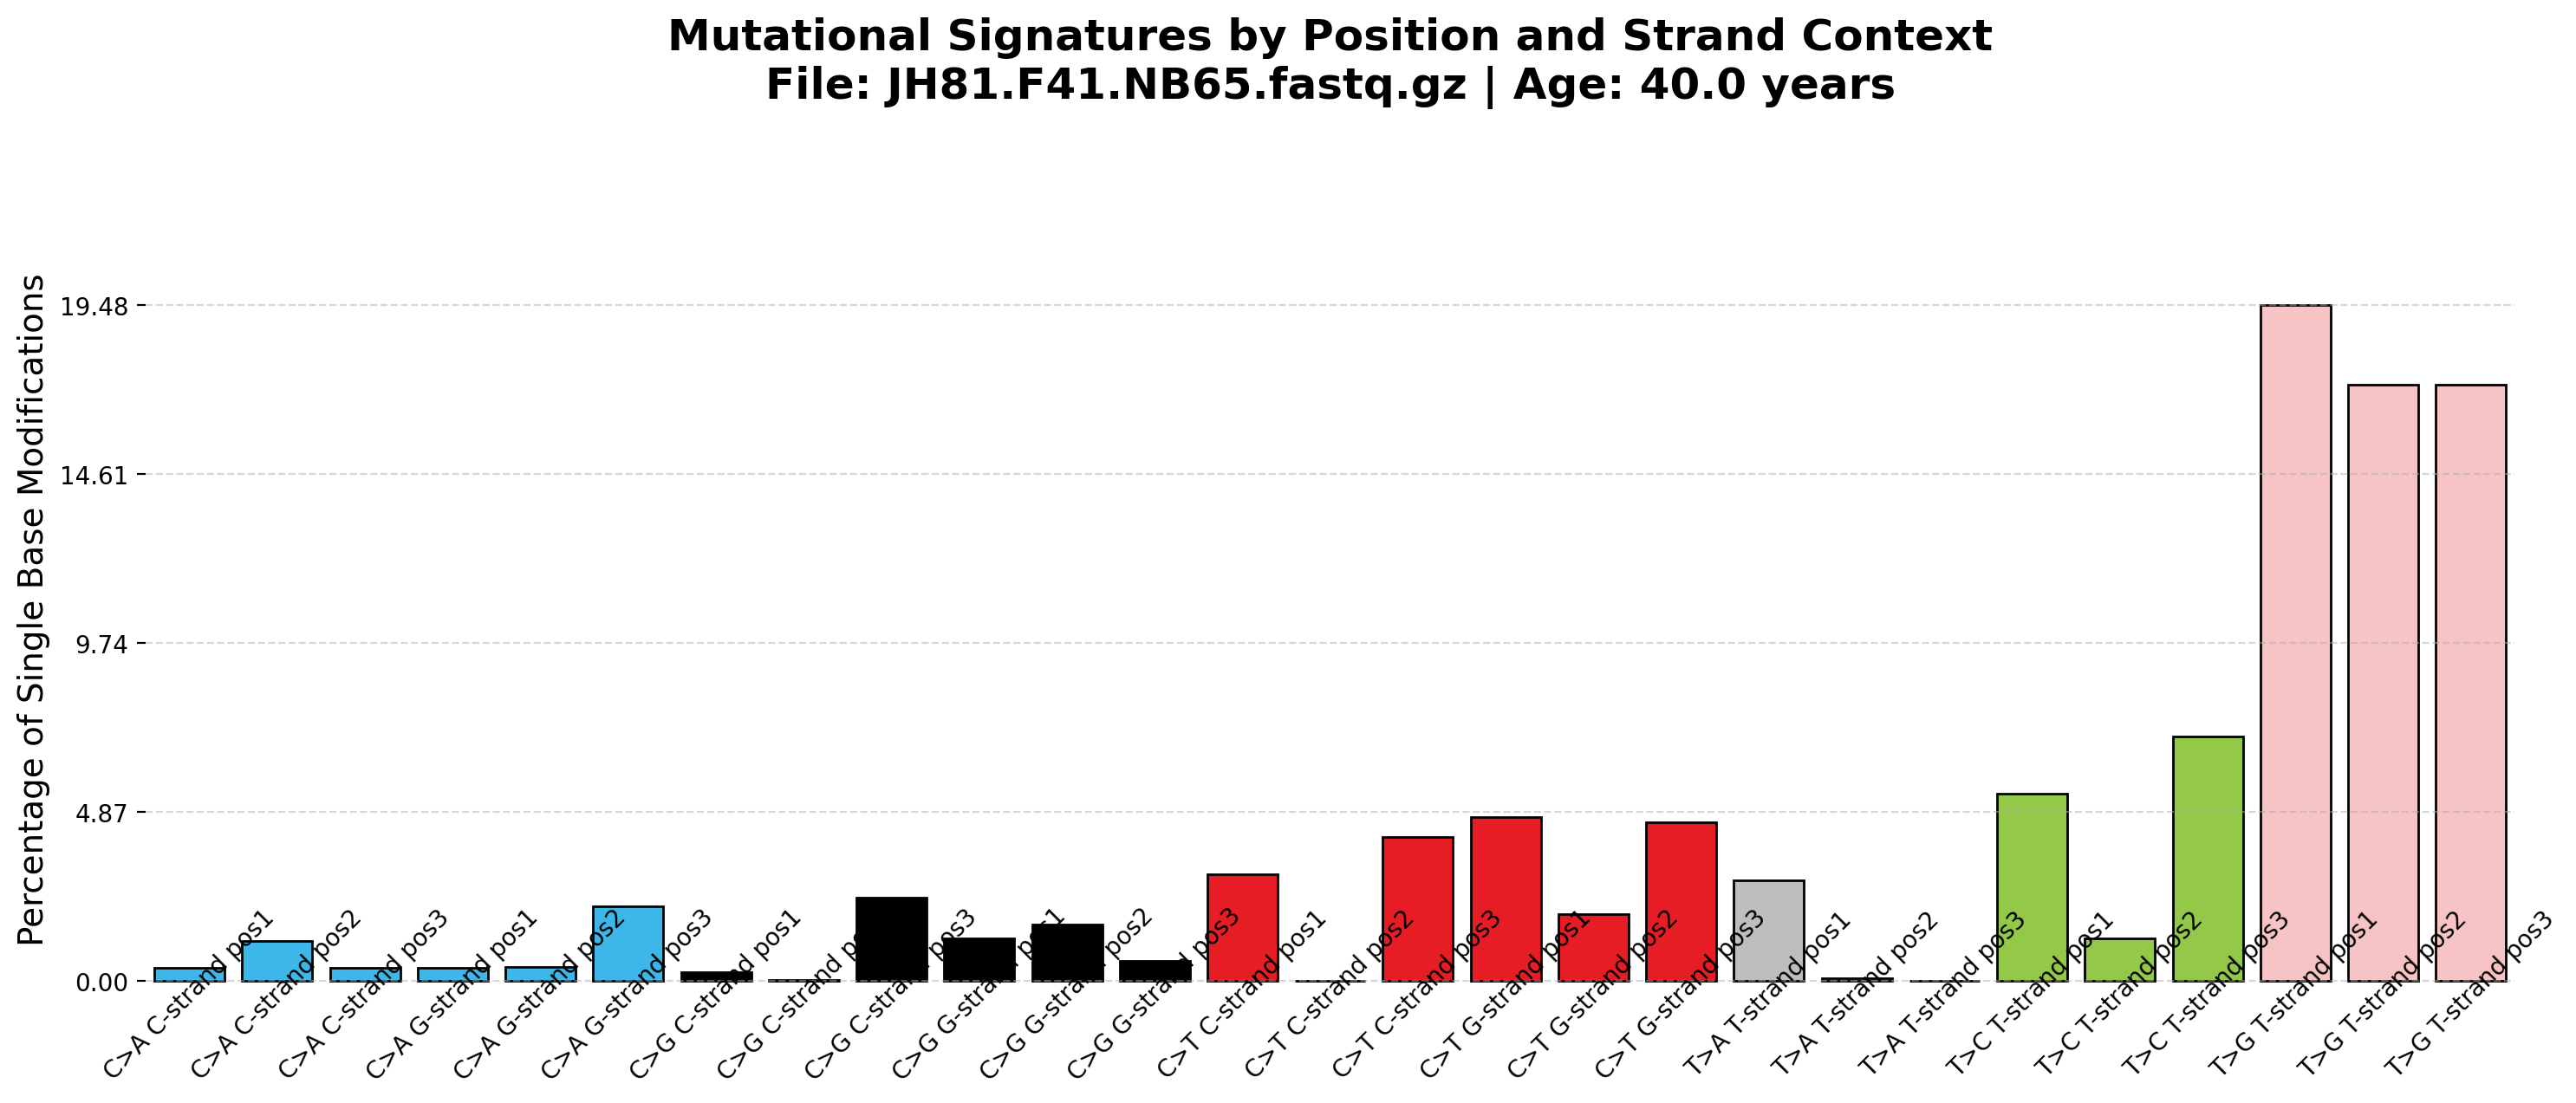 Mutational Signatures by Position and Strand Context
File: JH81.F41.NB65.fastq.gz | Age: 40.0 years
Percentage of Single Base Modifications
19.48
14.61
9.74
4.87
0.00
C>A C-strand pos1
C>A C-strand pos2
C>A C-strand pos3
C>A G-strand pos1
C>A G-strand pos2
C>A G-strand pos3
C>G C-strand pos1
C>G C-strand pos2
C>G C-strand pos3
C>G G-strand pos1
C>G G-strand pos2
C>G G-strand pos3
C>T C-strand pos1
C>T C-strand pos2
C>T C-strand pos3
C>T G-strand pos1
C>T G-strand pos2
C>T G-strand pos3
T>A T-strand pos1
T>A T-strand pos2
T>A T-strand pos3
T>C T-strand pos1
T>C T-strand pos2
T>C T-strand pos3
T>G T-strand pos1
T>G T-strand pos2
T>G T-strand pos3